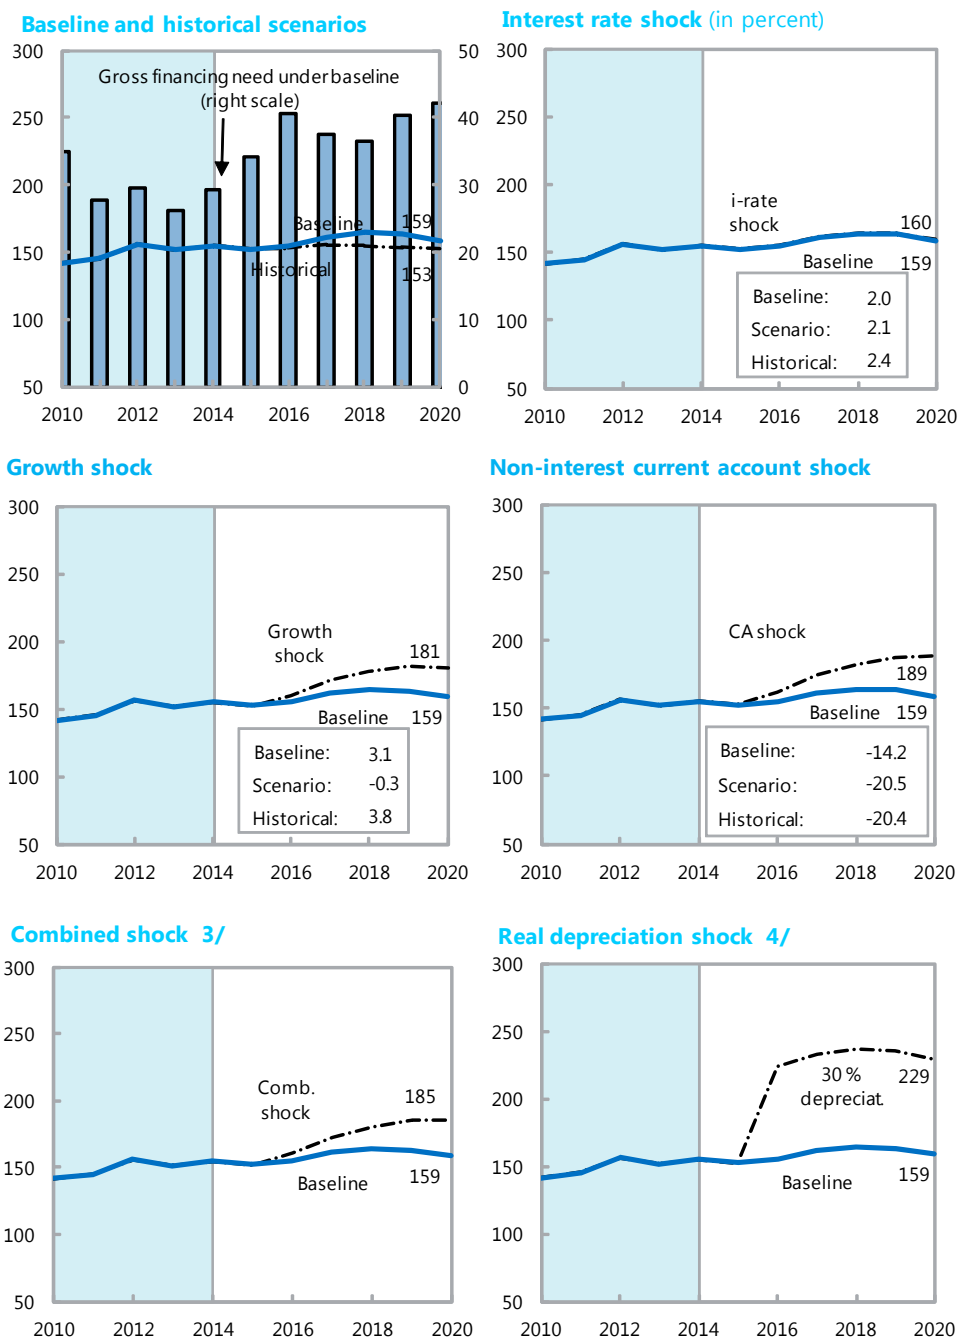 Baseline and historical scenarios
300
250
200
150
100
50
50
40
30
20
10
0
Gross financing need under baseline
(right scale)
Baseline
159
Historical
153
2010 2012 2014 2016 2018 2020
Interest rate shock (in percent)
300
250
200
150
100
50
i-rate
shock
160
Baseline 159
Baseline: 2.0
Scenario: 2.1
Historical: 2.4
2010 2012 2014 2016 2018 2020
Growth shock
300
250
200
150
100
50
Growth
shock
181
Baseline 159
Baseline: 3.1
Scenario: -0.3
Historical: 3.8
2010 2012 2014 2016 2018 2020
Non-interest current account shock
300
250
200
150
100
50
CA shock
189
Baseline 159
Baseline: -14.2
Scenario: -20.5
Historical: -20.4
2010 2012 2014 2016 2018 2020
Combined shock 3/
300
250
200
150
100
50
Comb.
shock
185
Baseline 159
2010 2012 2014 2016 2018 2020
Real depreciation shock 4/
300
250
200
150
100
50
30 %
depreciat.
229
Baseline 159
2010 2012 2014 2016 2018 2020